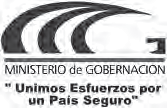 MINISTERIO de GOBERNACION
" Unimos Esfuerzos por
un País Seguro"